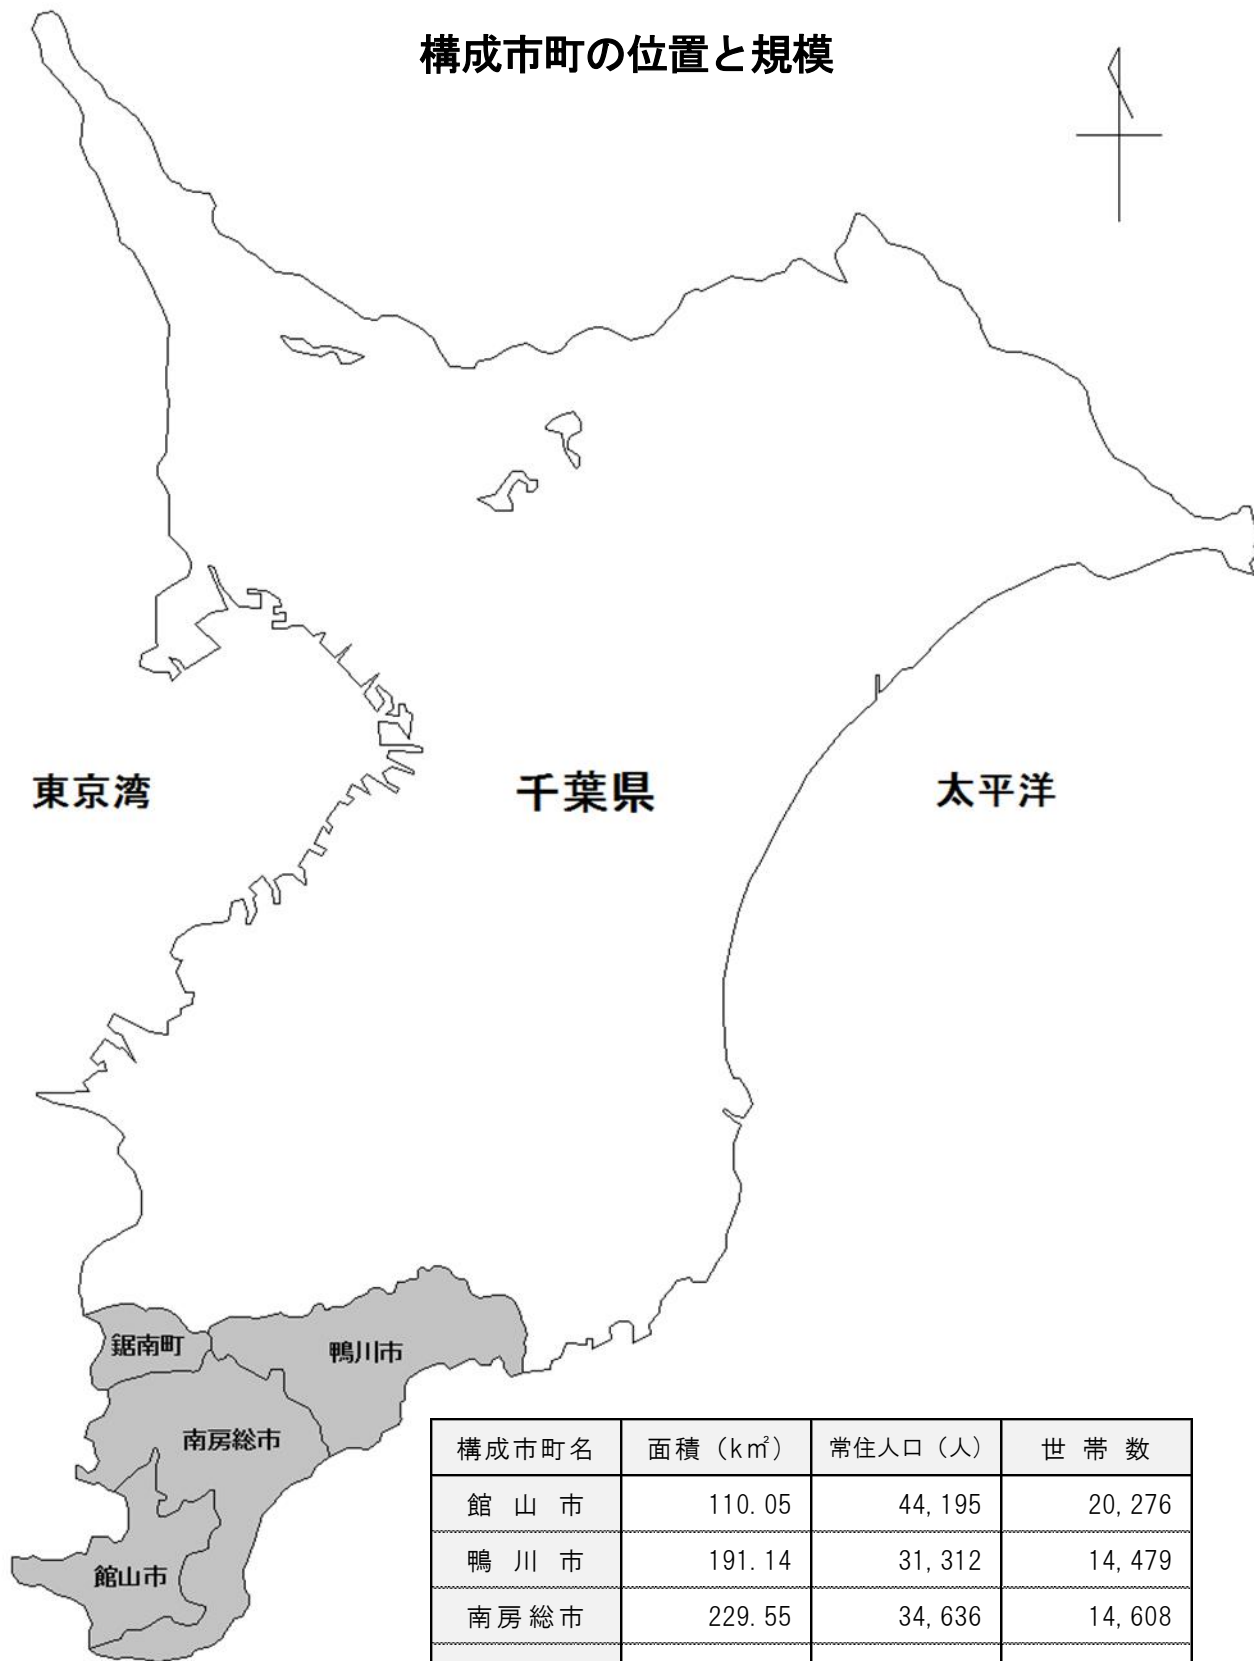 構成市町の位置と規模
東京湾
千葉県
太平洋
鋸南町
鴨川市
南房総市
館山市
構成市町名 面積（k㎡） 常住人口（人） 世帯数
館山市 110.05 44,195 20,276
鴨川市 191.14 31,312 14,479
南房総市 229.55 34,636 14,608